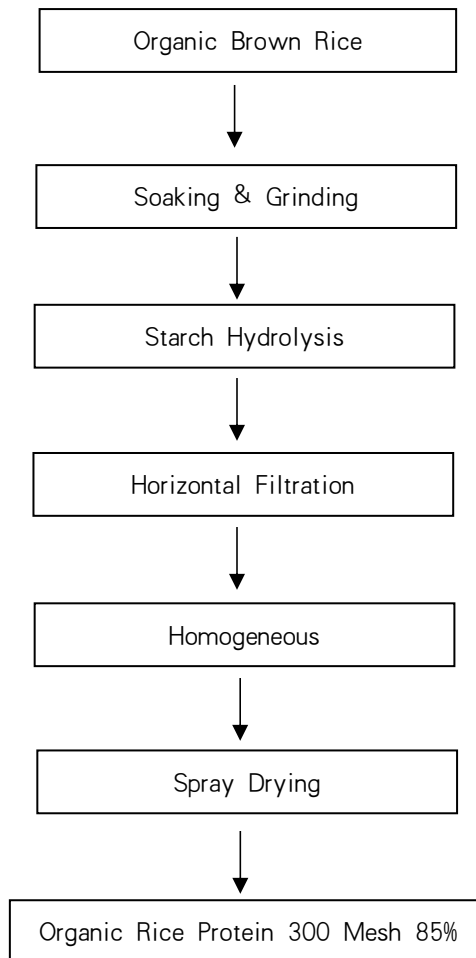 Organic Brown Rice
Soaking & Grinding
Starch Hydrolysis
Horizontal Filtration
Homogeneous
Spray Drying
Organic Rice Protein 300 Mesh 85%